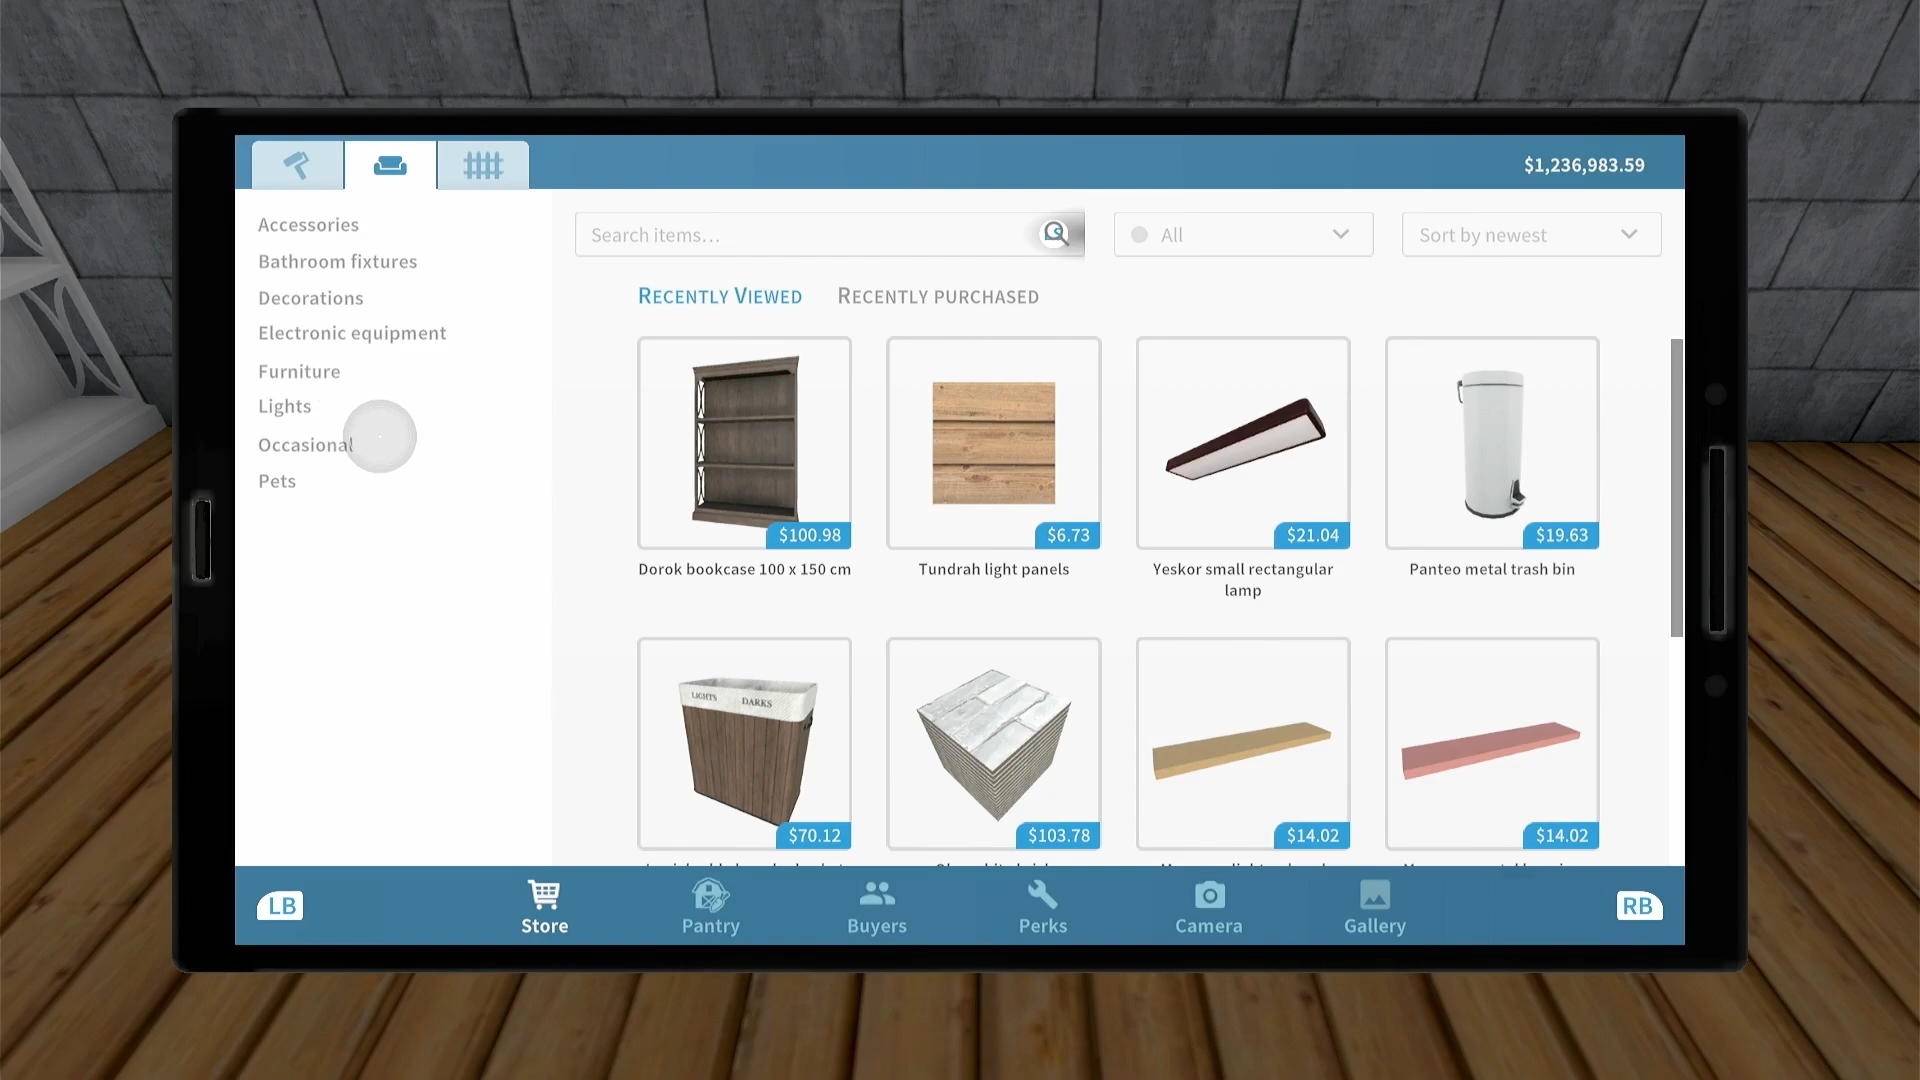 $1,236,983.59
Accessories
Bathroom fixtures
Decorations
Electronic equipment
Furniture
Lights
Occasional
Pets
Search items...
LS
All
Sort by newest
RECENTLY VIEWED
RECENTLY PURCHASED
$100.98
$6.73
$21.04
$19.63
Dorok bookcase 100 x 150 cm
Tundrah light panels
Yeskor small rectangular
lamp
Panteo metal trash bin
LIGHTS DARKS
$70.12
$103.78
$14.02
$14.02
LB
Store
Pantry
Buyers
Perks
Camera
Gallery
RB